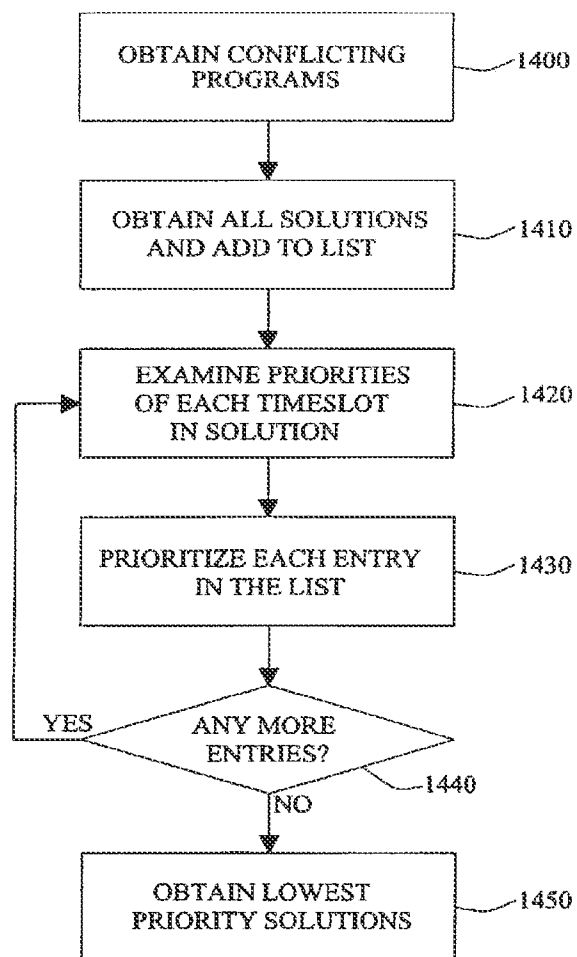 OBTAIN CONFLICTING
PROGRAMS
1400
OBTAIN ALL SOLUTIONS
AND ADD TO LIST
1410
EXAMINE PRIORITIES
OF EACH TIMESLOT
IN SOLUTION
1420
PRIORITIZE EACH ENTRY
IN THE LIST
1430
YES
ANY MORE
ENTRIES?
1440
NO
OBTAIN LOWEST
PRIORITY SOLUTIONS
1450